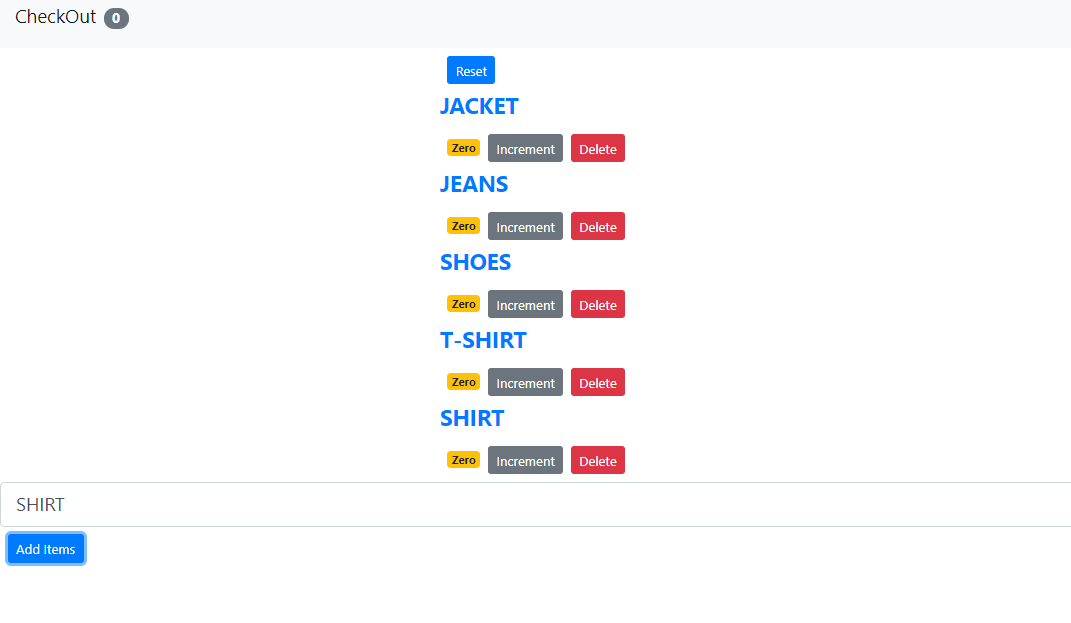 CheckOut 0
Reset
JACKET
Zero Increment Delete
JEANS
Zero Increment Delete
SHOES
Zero Increment Delete
T-SHIRT
Zero Increment Delete
SHIRT
Zero Increment Delete
SHIRT
Add Items